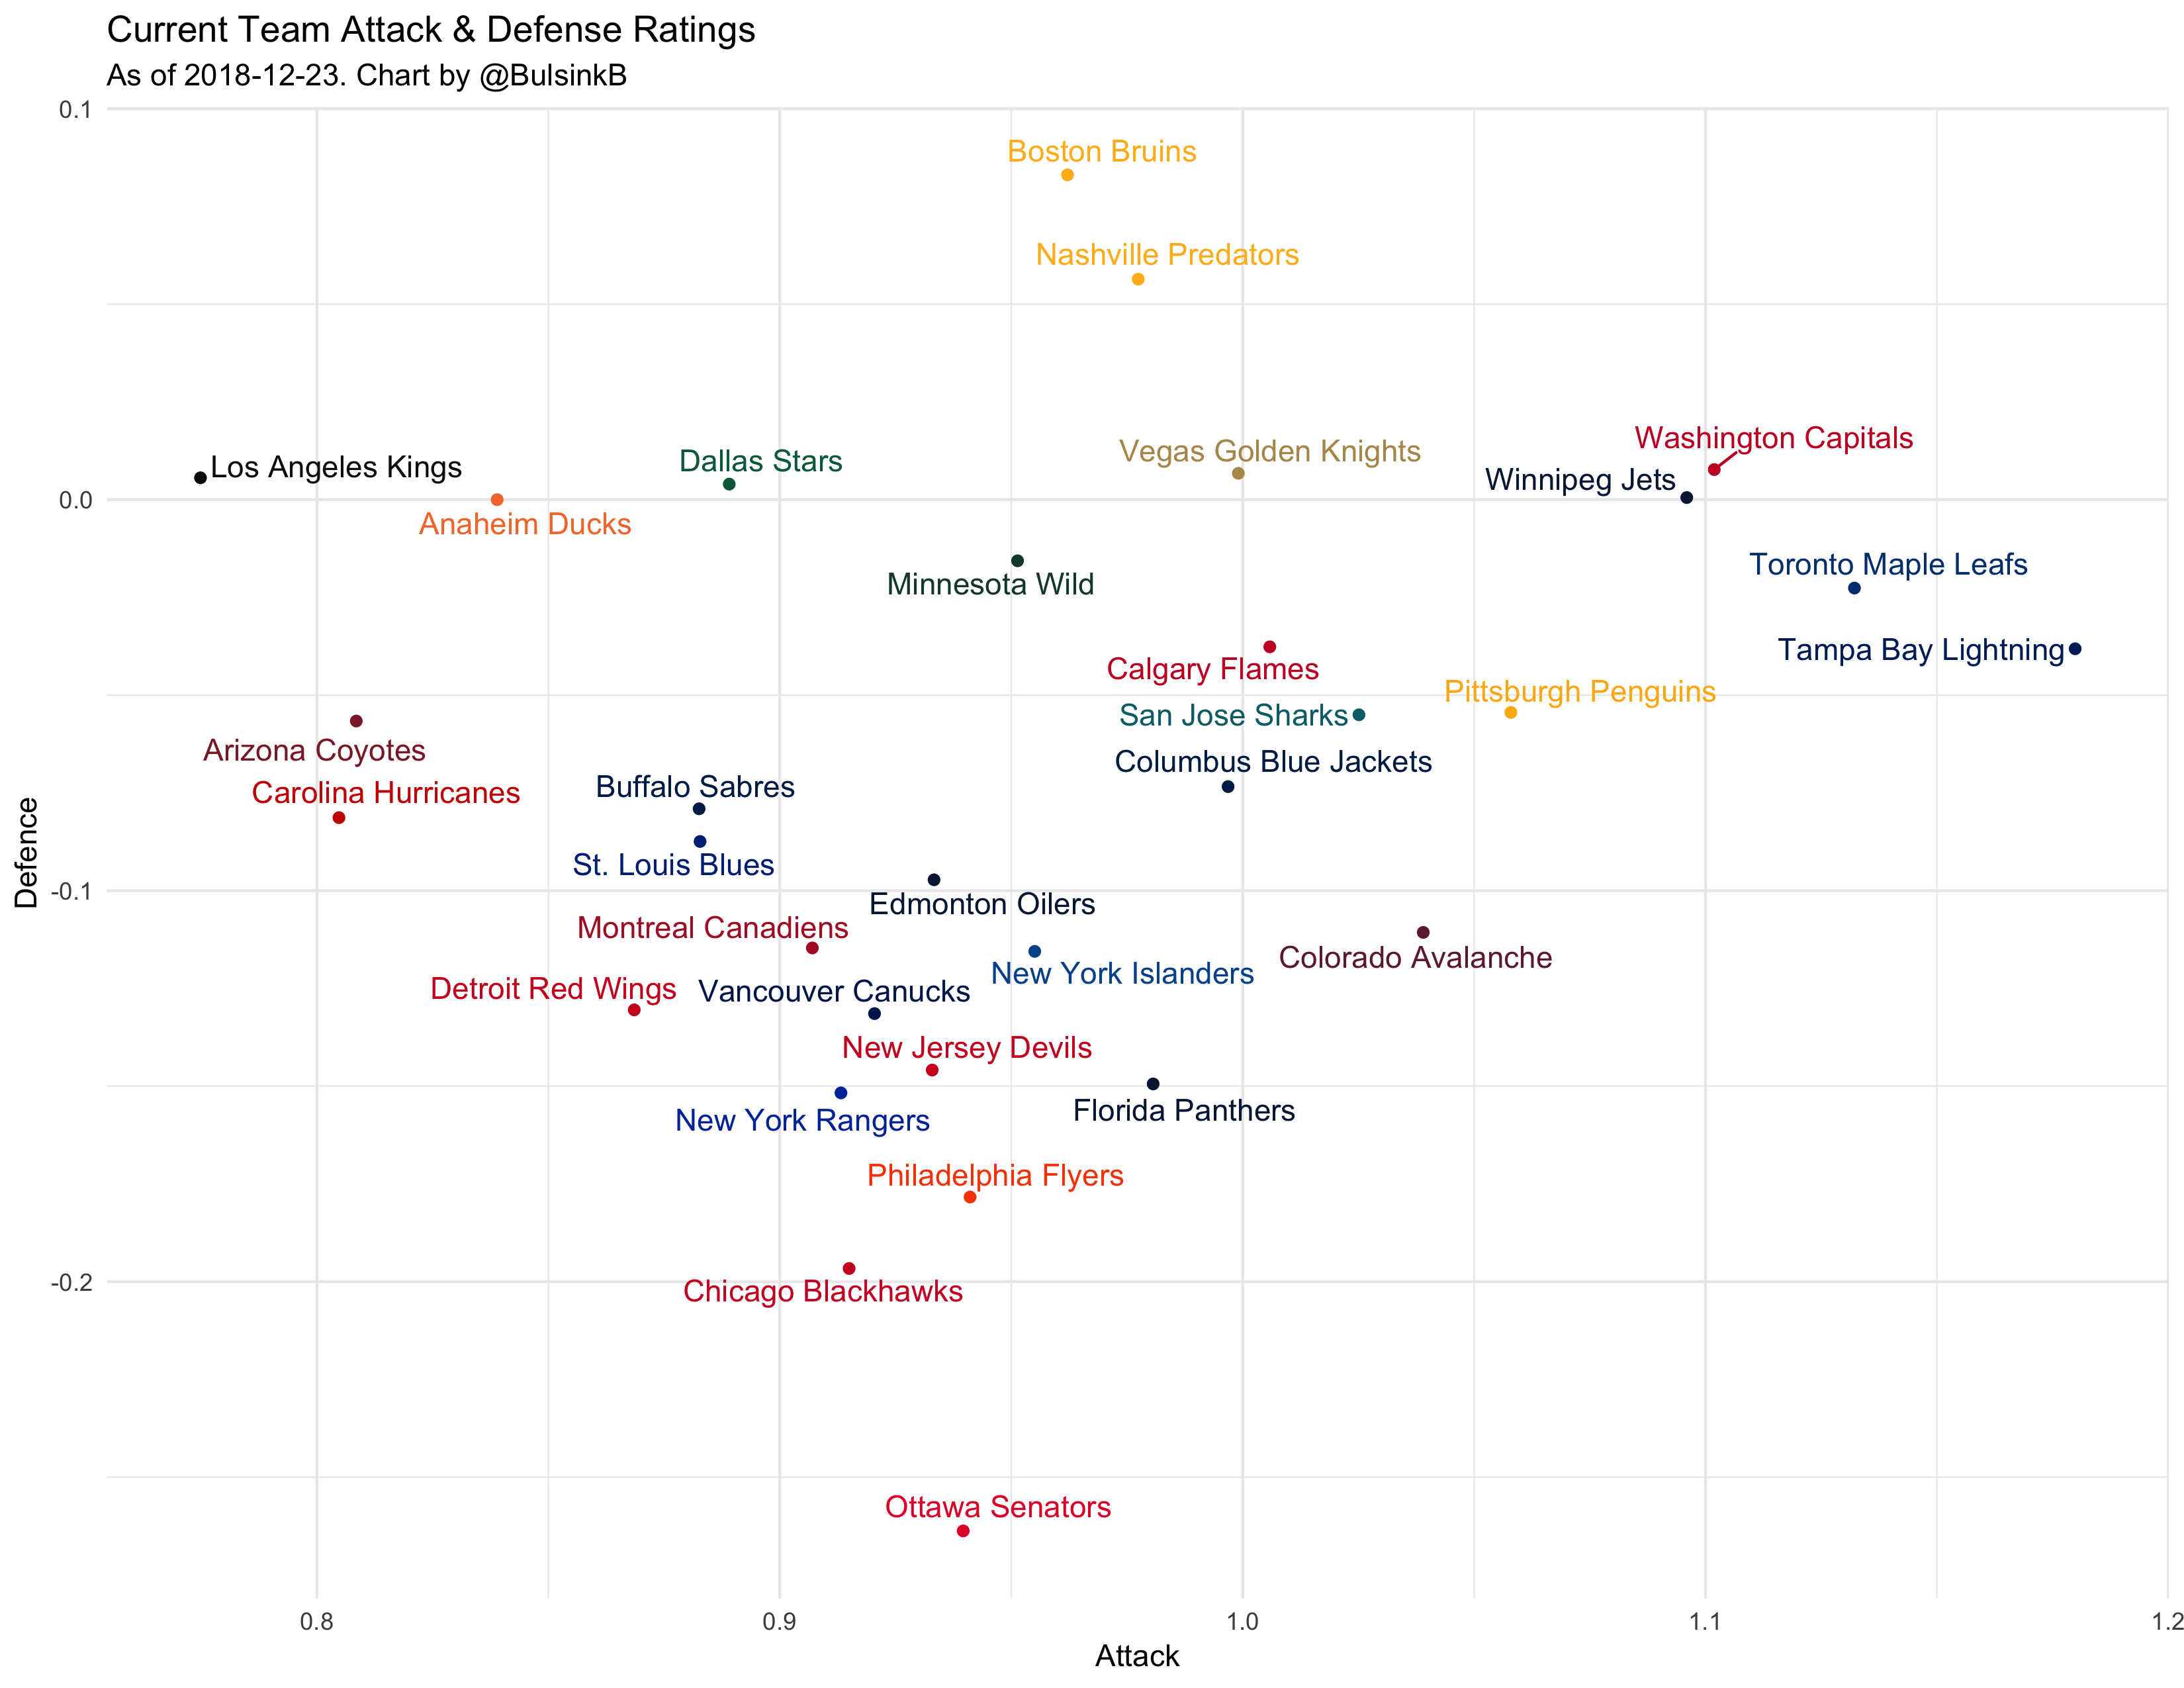 Current Team Attack & Defense Ratings
As of 2018-12-23. Chart by @BulsinkB
0.1
Boston Bruins
Nashville Predators
Washington Capitals
Vegas Golden Knights
Dallas Stars
Los Angeles Kings
Winnipeg Jets
0.0
Anaheim Ducks
Toronto Maple Leafs
Minnesota Wild
Tampa Bay Lightning
Calgary Flames
Pittsburgh Penguins
San Jose Sharks
Arizona Coyotes
Columbus Blue Jackets
Buffalo Sabres
Carolina Hurricanes
Defence
St. Louis Blues
-0.1
Edmonton Oilers
Montreal Canadiens
Colorado Avalanche
New York Islanders
Detroit Red Wings
Vancouver Canucks
New Jersey Devils
Florida Panthers
New York Rangers
Philadelphia Flyers
-0.2
Chicago Blackhawks
Ottawa Senators
0.8
0.9
1.0
1.1
1.2
Attack